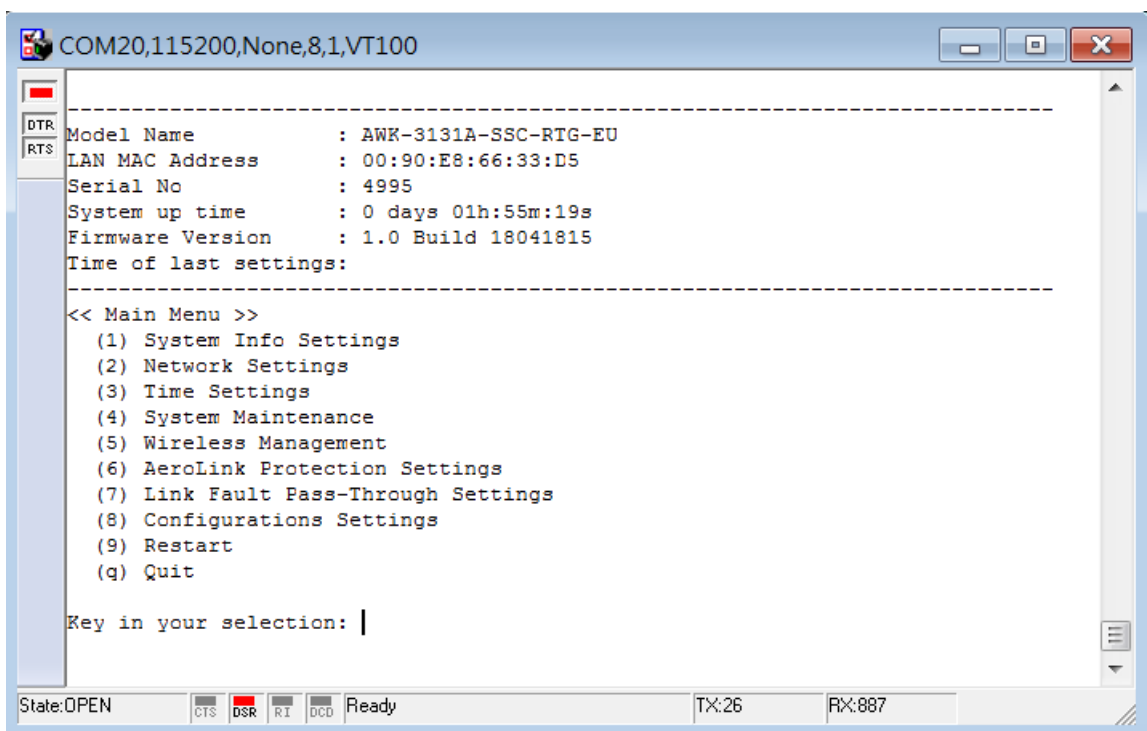 COM20,115200,None,8,1,VT100
DTR
RTS
--------------------------------------------------------------------------------
Model Name : AWK-3131A-SSC-RTG-EU
LAN MAC Address : 00:90:E8:66:33:D5
Serial No : 4995
System up time : 0 days 01h:55m:19s
Firmware Version : 1.0 Build 18041815
Time of last settings:
--------------------------------------------------------------------------------
<< Main Menu >>
(1) System Info Settings
(2) Network Settings
(3) Time Settings
(4) System Maintenance
(5) Wireless Management
(6) AeroLink Protection Settings
(7) Link Fault Pass-Through Settings
(8) Configurations Settings
(9) Restart
(q) Quit
Key in your selection:
State:OPEN CTS DSR RI DCD Ready TX:26 RX:887